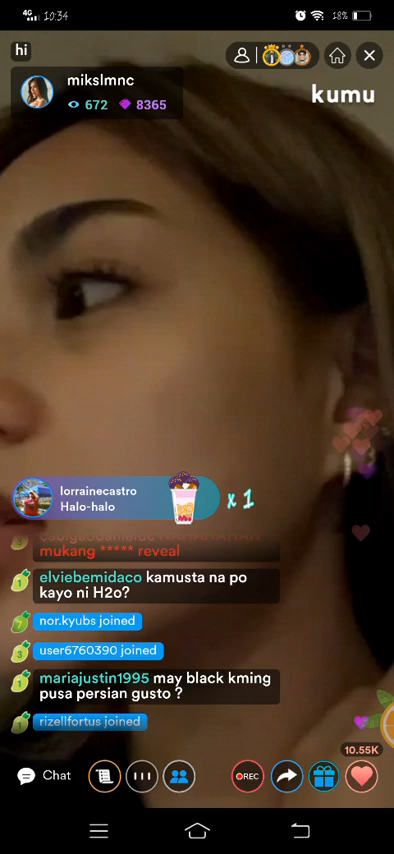 4G
10:34
18%
hi
mikslmnc
672 8365
kumu
lorrainecastro
Halo-halo
x 1
mukang ***** reveal
elviebemidaco kamusta na po
kayo ni H2o?
nor.kyubs joined
user6760390 joined
mariajustin1995 may black kming
pusa persian gusto ?
rizellfortus joined
10.55K
Chat
REC